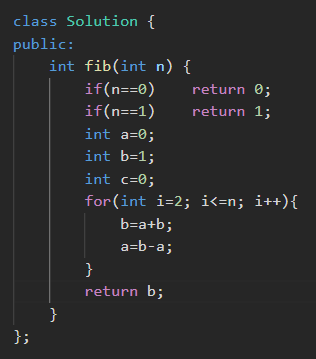 class Solution {
public:
    int fib(int n) {
        if(n==0)    return 0;
        if(n==1)    return 1;
        int a=0;
        int b=1;
        int c=0;
        for(int i=2; i<=n; i++){
            b=a+b;
            a=b-a;
        }
        return b;
    }
};